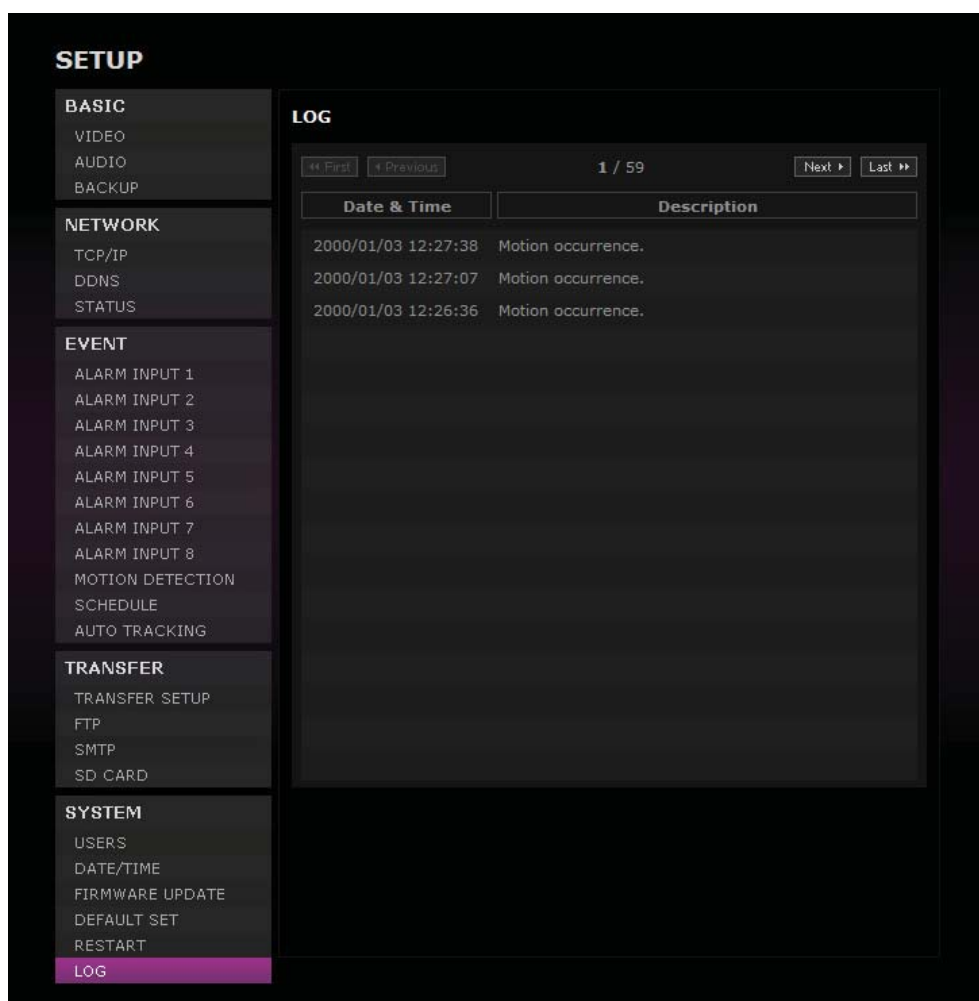 SETUP
BASIC
VIDEO
AUDIO
BACKUP
NETWORK
TCP/IP
DDNS
STATUS
EVENT
ALARM INPUT 1
ALARM INPUT 2
ALARM INPUT 3
ALARM INPUT 4
ALARM INPUT 5
ALARM INPUT 6
ALARM INPUT 7
ALARM INPUT 8
MOTION DETECTION
SCHEDULE
AUTO TRACKING
TRANSFER
TRANSFER SETUP
FTP
SMTP
SD CARD
SYSTEM
USERS
DATE/TIME
FIRMWARE UPDATE
DEFAULT SET
RESTART
LOG
LOG
First Previous 1 / 59 Next Last
Date & Time Description
2000/01/03 12:27:38 Motion occurrence.
2000/01/03 12:27:07 Motion occurrence.
2000/01/03 12:26:36 Motion occurrence.